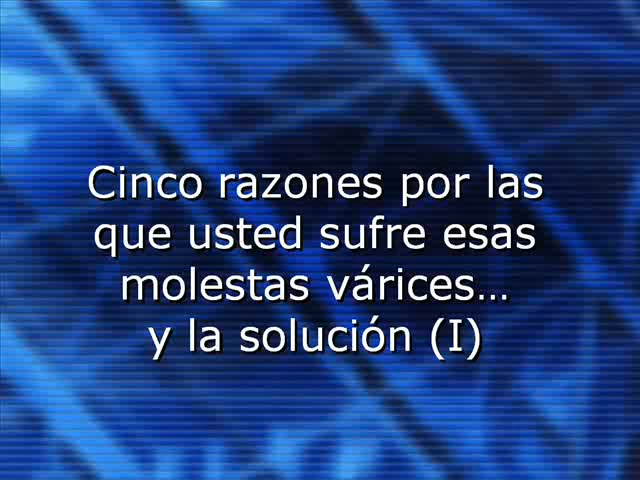 Cinco razones por las
que usted sufre esas
molestas várices…
y la solución (I)